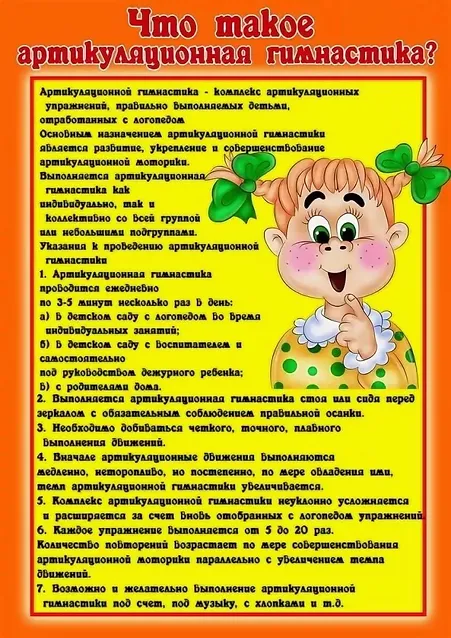 Что такое
артикуляционная гимнастика?
Артикуляционной гимнастика - комплекс артикуляционных
упражнений, правильно выполняемых детьми,
отработанных с логопедом
Основным назначением артикуляционной гимнастики
является развитие, укрепление и совершенствование
артикуляционной моторики.
Выполняется артикуляционная
гимнастика как
индивидуально, так и
коллективно со всей группой
или небольшими подгруппами.
Указания к проведению артикуляционной
гимнастики
1. Артикуляционная гимнастика
проводится ежедневно
по 3-5 минут несколько раз в день:
а) в детском саду с логопедом во время
индивидуальных занятий;
б) в детском саду с воспитателем и
самостоятельно
под руководством дежурного ребенка;
в) с родителями дома.
2. Выполняется артикуляционная гимнастика стоя или сидя перед
зеркалом с обязательным соблюдением правильной осанки.
3. Необходимо добиваться четкого, точного, плавного
выполнения движений.
4. Вначале артикуляционные движения выполняются
медленно, неторопливо, но постепенно, по мере овладения ими,
темп артикуляционной гимнастики увеличивается.
5. Комплекс артикуляционной гимнастики неуклонно усложняется
и расширяется за счет вновь отобранных с логопедом упражнений.
6. Каждое упражнение выполняется от 5 до 20 раз.
Количество повторений возрастает по мере совершенствования
артикуляционной моторики параллельно с увеличением темпа
движений.
7. Возможно и желательно выполнение артикуляционной
гимнастики под счет, под музыку, с хлопками и т.д.